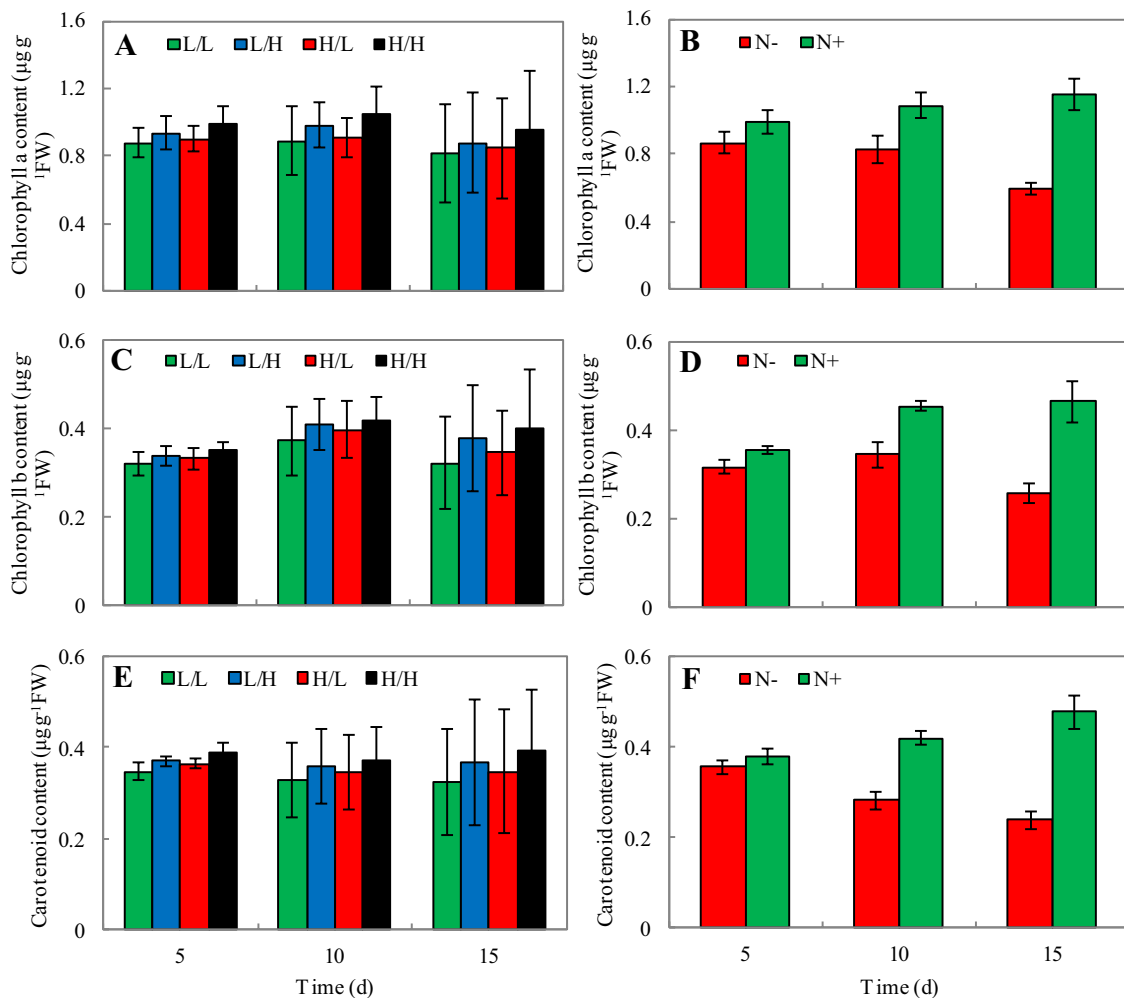 A
L/L L/H H/L H/H
1.6
1.2
0.8
0.4
0
Chlorophyll a content (µg g-
1FW)
B
N- N+
1.6
1.2
0.8
0.4
0
Chlorophyll a content (µg g-
1FW)
C
L/L L/H H/L H/H
0.6
0.4
0.2
0
Chlorophyll b content (µg g-
1FW)
D
N- N+
0.6
0.4
0.2
0
Chlorophyll b content (µg g-
1FW)
E
L/L L/H H/L H/H
0.6
0.4
0.2
0
Carotenoid content (µg g-1FW)
5 10 15
Time (d)
F
N- N+
0.6
0.4
0.2
0
Carotenoid content (µg g-1FW)
5 10 15
Time (d)